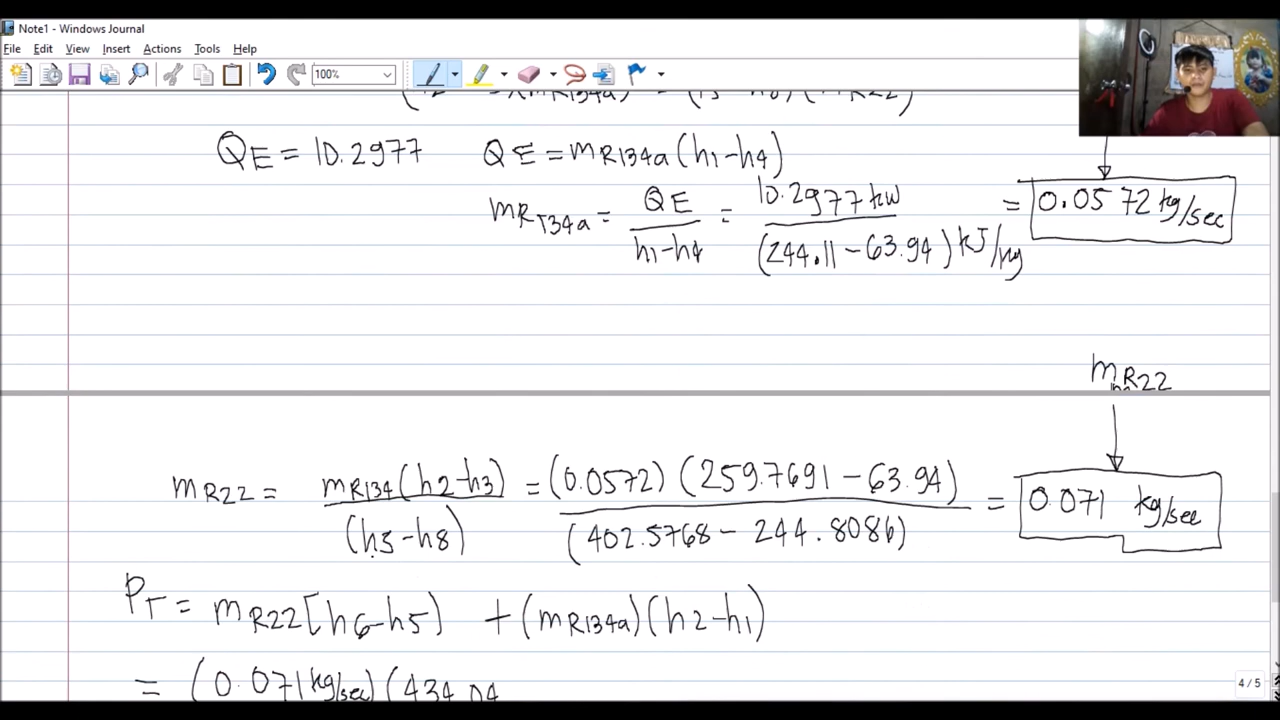 Note1 - Windows Journal
File Edit View Insert Actions Tools Help
100%
QE = 10.2977 QE = mR134a (h1-h4)
mR134a = QE / h1-h4 = 10.2977 kW / (244.11 - 63.94) kJ/kg = 0.0572 kg/sec
mR22
mR22 = mR134 (h2-h3) / (h5-h8) = (0.0572) (259.7691 - 63.94) / (402.5768 - 244.8086) = 0.071 kg/sec
PT = mR22 [h6-h5) + (mR134a) (h2-h1)
= (0.071 kg/sec) (434.04
4 / 5